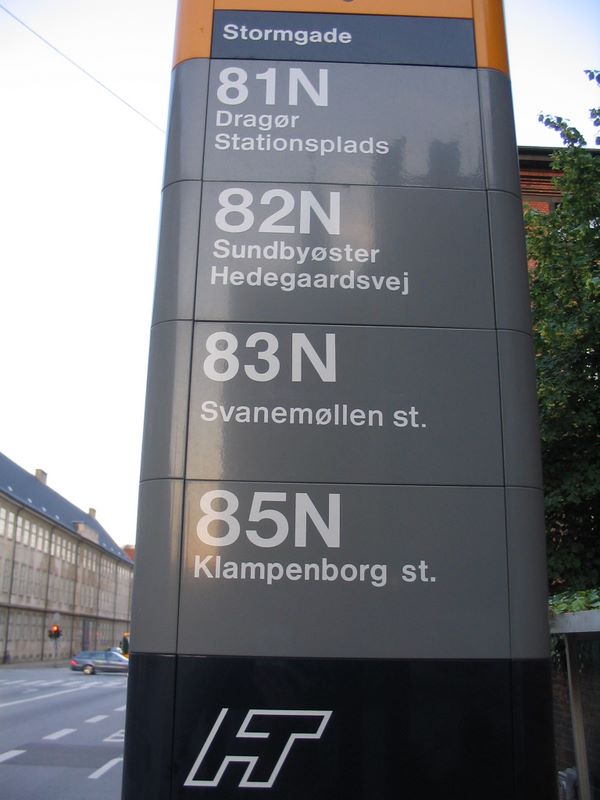 Stormgade
81N
Dragør
Stationsplads
82N
Sundbyøster
Hedegaardsvej
83N
Svanemøllen st.
85N
Klampenborg st.
HT